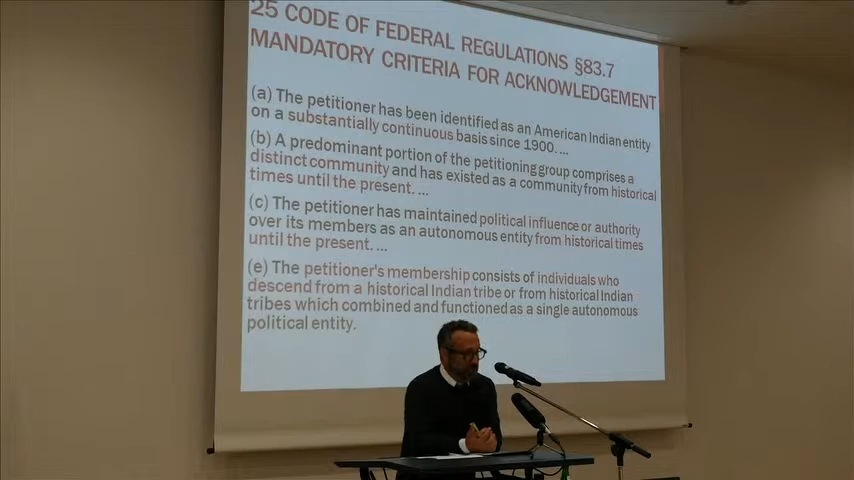 25 CODE OF FEDERAL REGULATIONS §83.7
MANDATORY CRITERIA FOR ACKNOWLEDGEMENT
(a) The petitioner has been identified as an American Indian entity
on a substantially continuous basis since 1900. ...
(b) A predominant portion of the petitioning group comprises a
distinct community and has existed as a community from historical
times until the present. ...
(c) The petitioner has maintained political influence or authority
over its members as an autonomous entity from historical times
until the present. ...
(e) The petitioner's membership consists of individuals who
descend from a historical Indian tribe or from historical Indian
tribes which combined and functioned as a single autonomous
political entity.